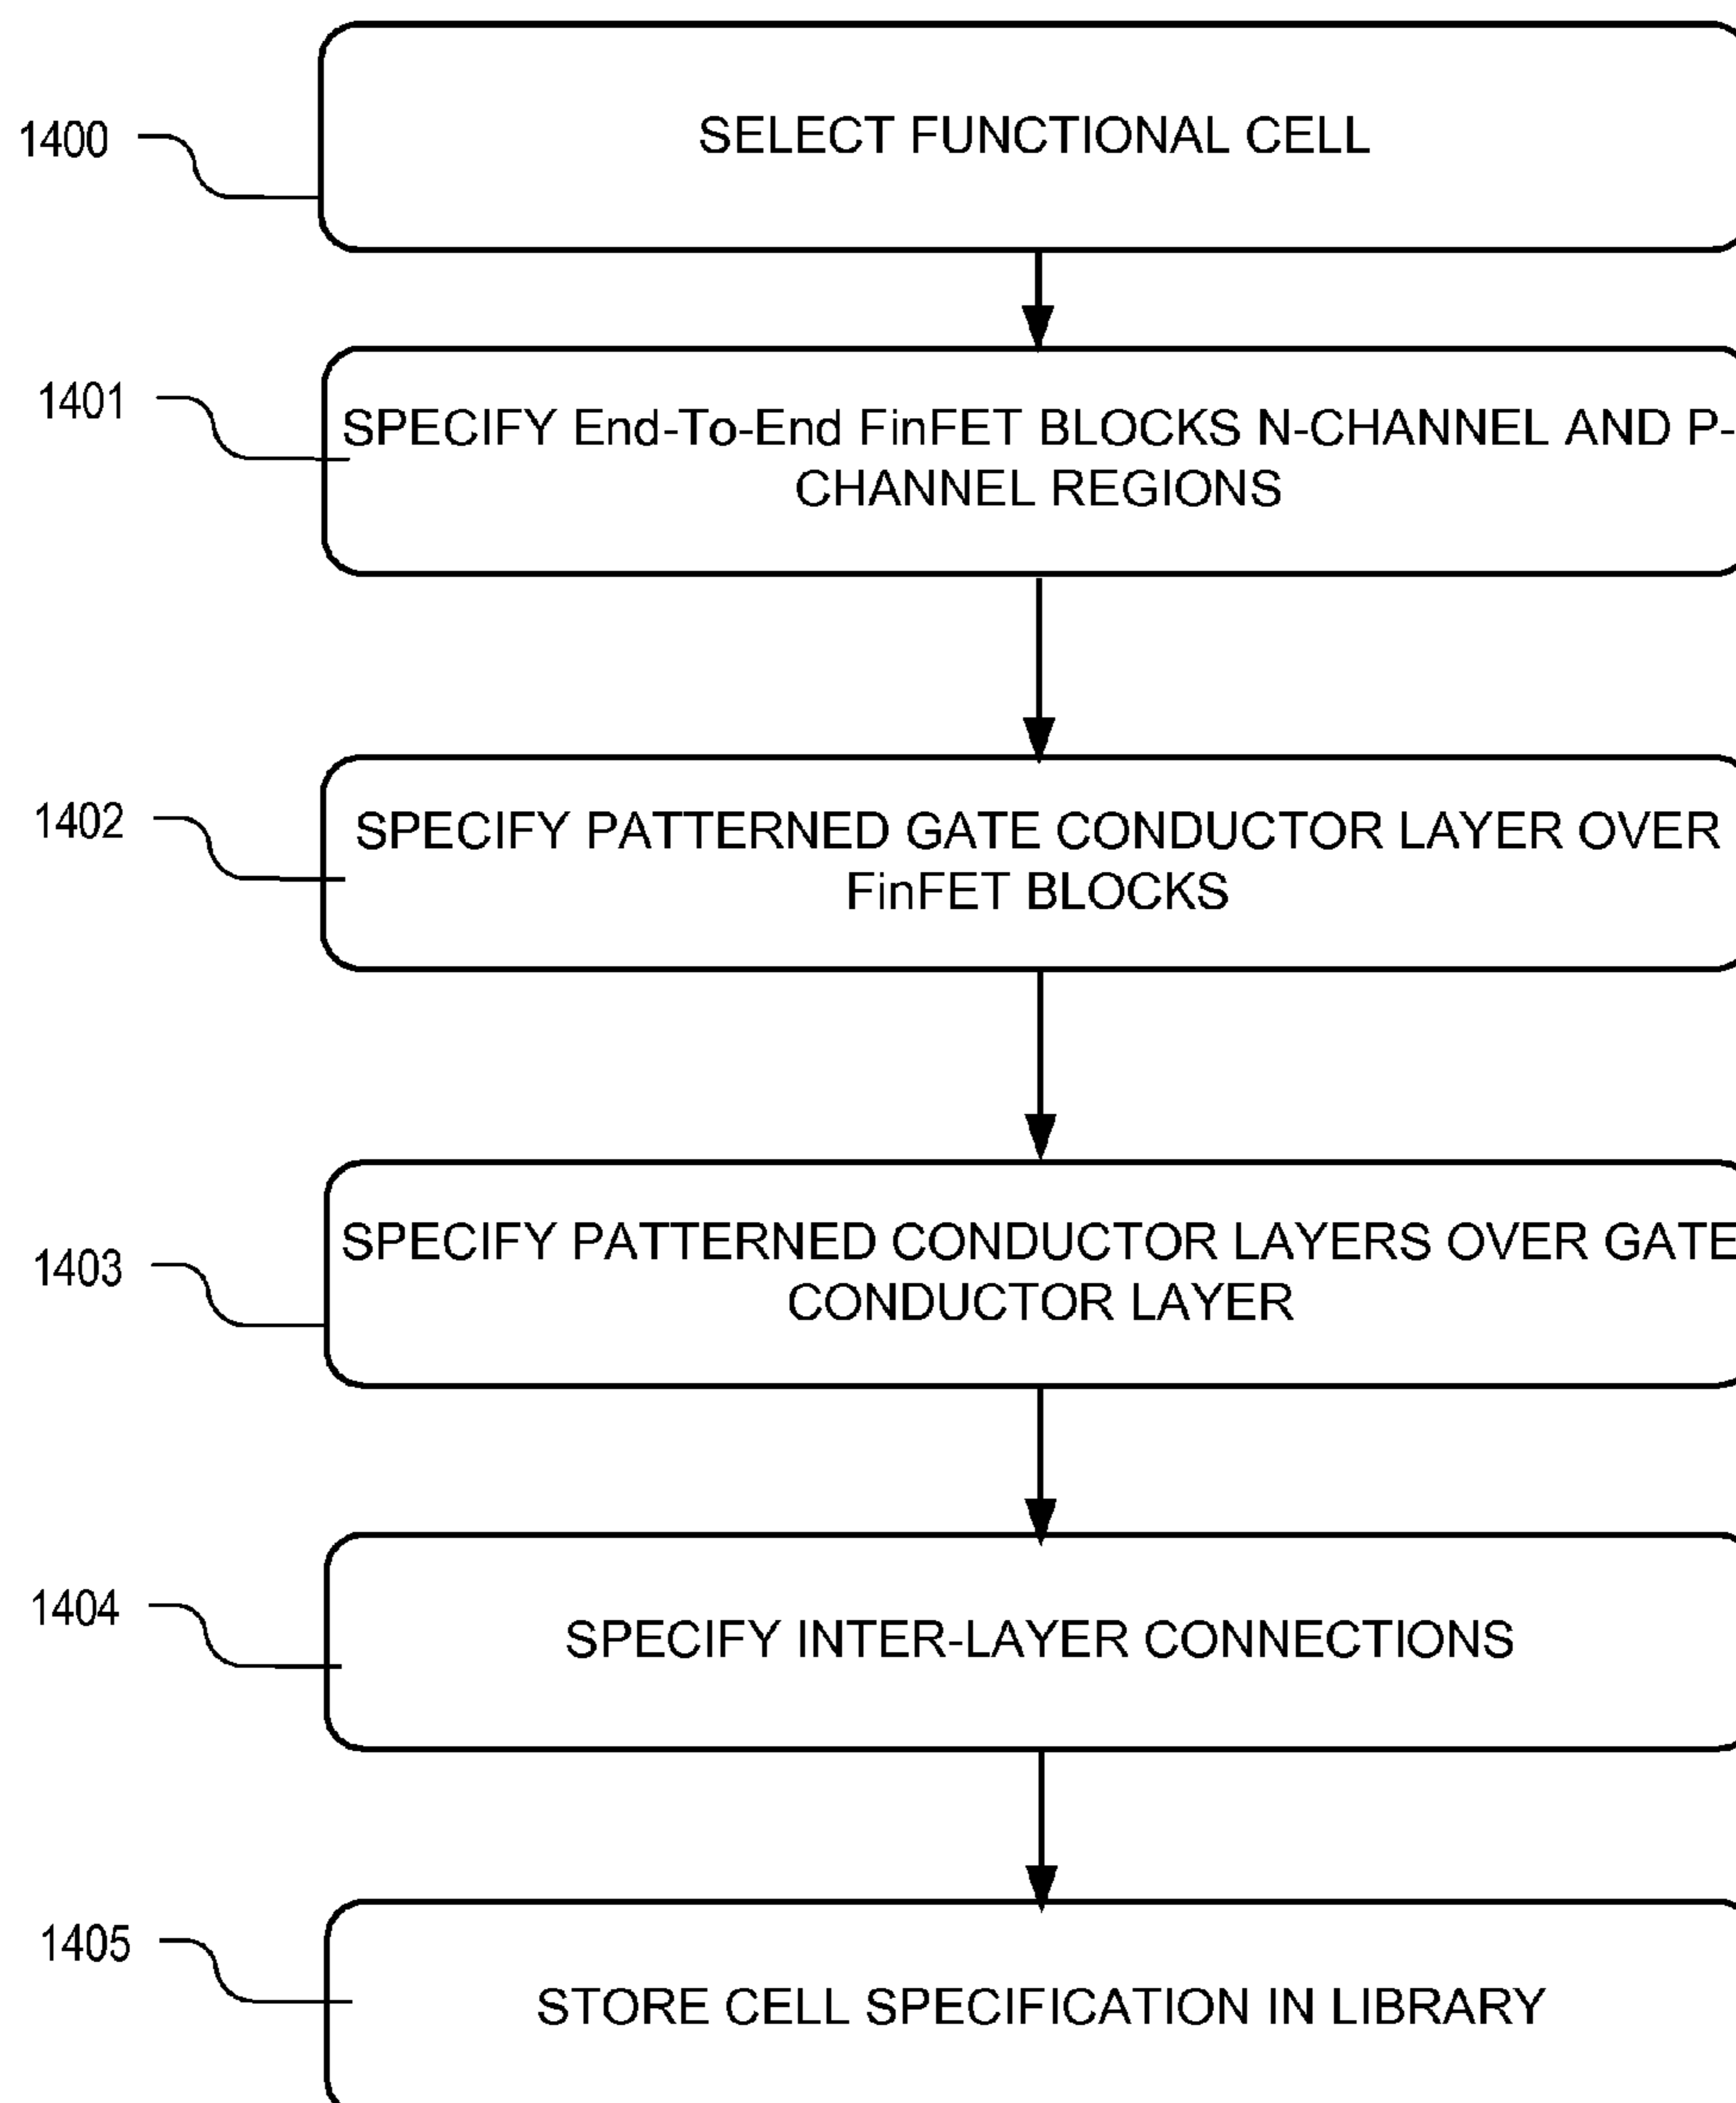 1400
SELECT FUNCTIONAL CELL
1401
SPECIFY End-To-End FinFET BLOCKS N-CHANNEL AND P-
CHANNEL REGIONS
1402
SPECIFY PATTERNED GATE CONDUCTOR LAYER OVER
FinFET BLOCKS
1403
SPECIFY PATTERNED CONDUCTOR LAYERS OVER GATE
CONDUCTOR LAYER
1404
SPECIFY INTER-LAYER CONNECTIONS
1405
STORE CELL SPECIFICATION IN LIBRARY